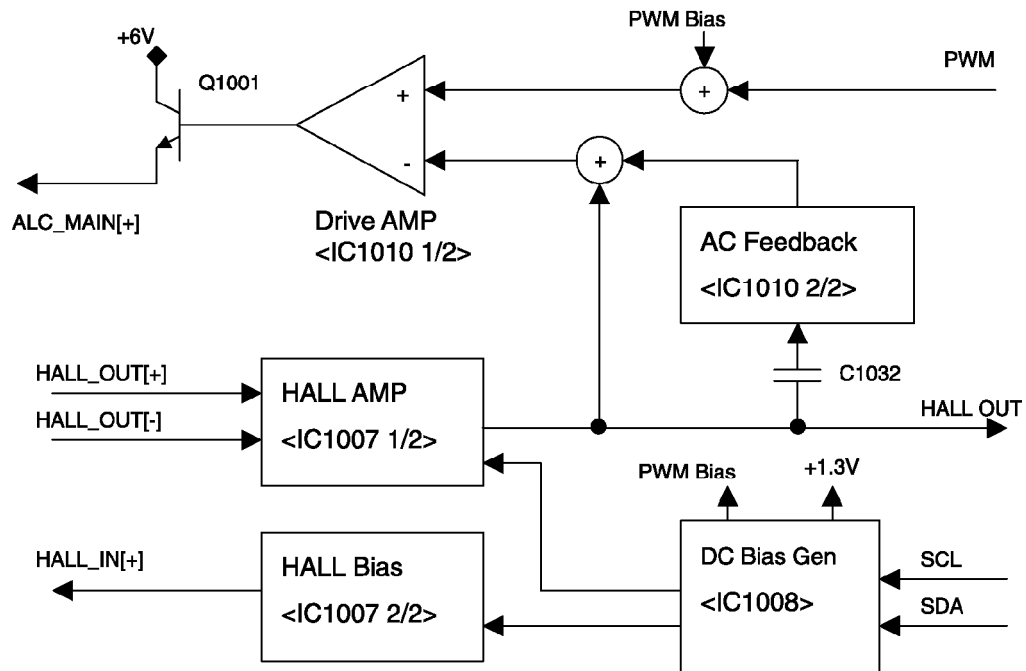 PWM Bias
+6V
Q1001
PWM
+
+
-
+
ALC_MAIN[+]
Drive AMP
<IC1010 1/2>
AC Feedback
<IC1010 2/2>
C1032
HALL_OUT[+]
HALL_OUT[-]
HALL AMP
<IC1007 1/2>
HALL OUT
PWM Bias
+1.3V
HALL_IN[+]
HALL Bias
<IC1007 2/2>
DC Bias Gen
<IC1008>
SCL
SDA